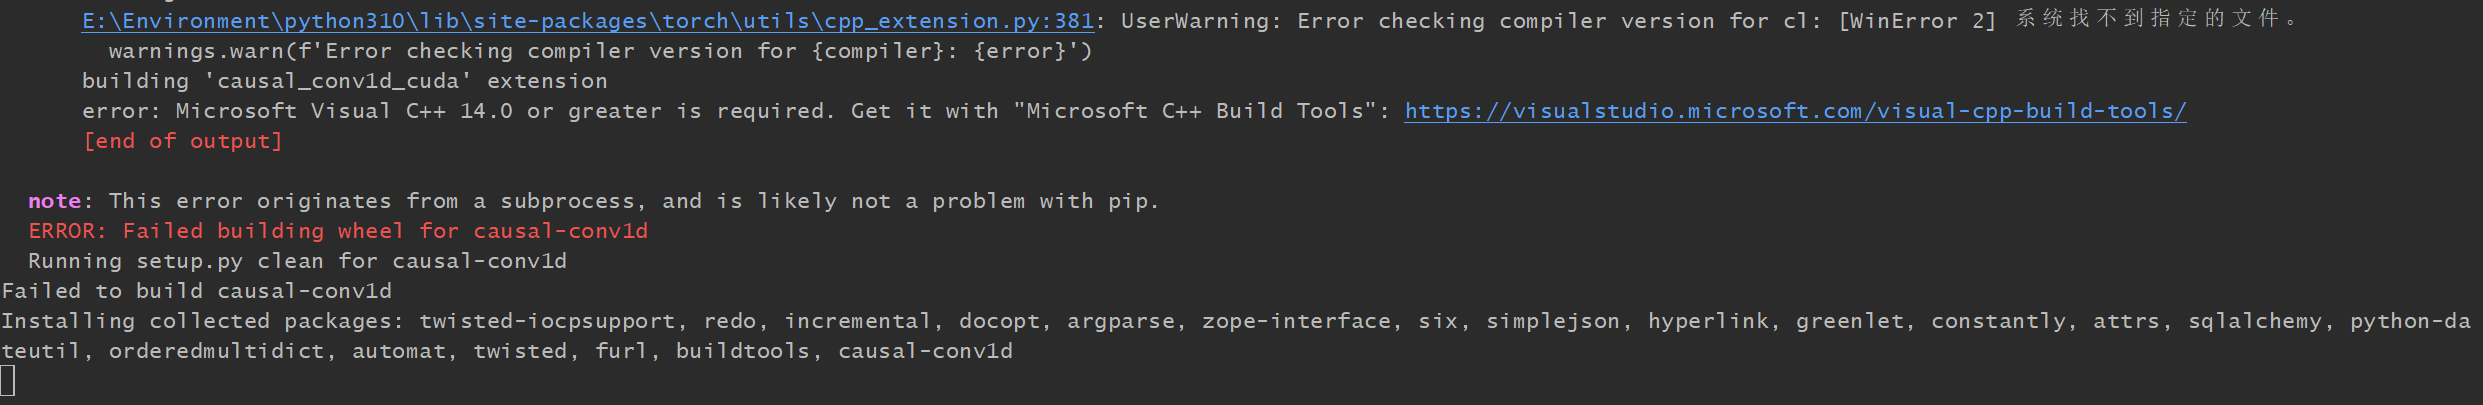 E:\Environment\python310\lib\site-packages\torch\utils\cpp_extension.py:381: UserWarning: Error checking compiler version for cl: [WinError 2] 系统找不到指定的文件。
warnings.warn(f'Error checking compiler version for {compiler}: {error}')
building 'causal_conv1d_cuda' extension
error: Microsoft Visual C++ 14.0 or greater is required. Get it with "Microsoft C++ Build Tools": https://visualstudio.microsoft.com/visual-cpp-build-tools/
[end of output]
note: This error originates from a subprocess, and is likely not a problem with pip.
ERROR: Failed building wheel for causal-conv1d
Running setup.py clean for causal-conv1d
Failed to build causal-conv1d
Installing collected packages: twisted-iocpsupport, redo, incremental, docopt, argparse, zope-interface, six, simplejson, hyperlink, greenlet, constantly, attrs, sqlalchemy, python-da
teutil, orderedmultidict, automat, twisted, furl, buildtools, causal-conv1d